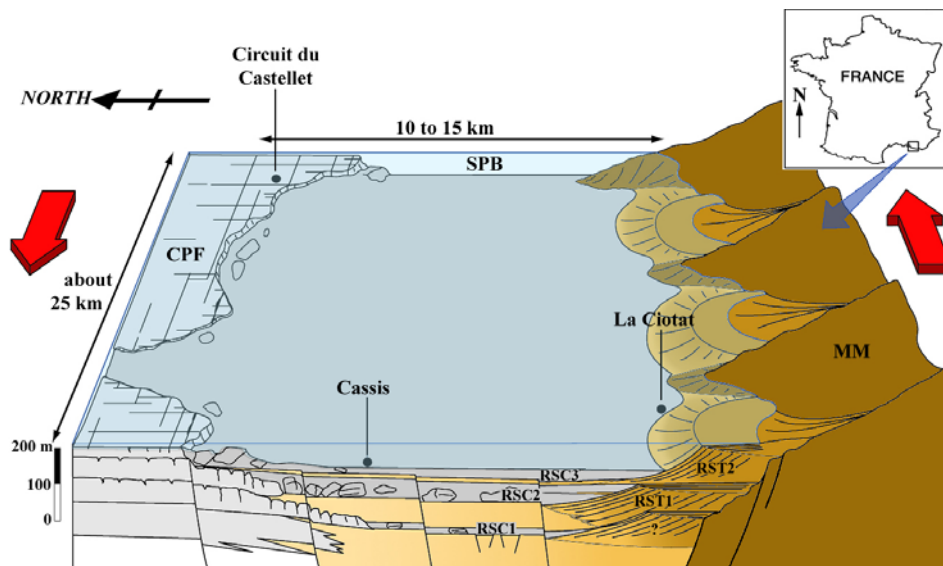 Circuit du
Castellet
NORTH
FRANCE
N
10 to 15 km
SPB
CPF
about
25 km
La Ciotat
MM
Cassis
200 m
100
0
RSC3
RST2
RSC2
RST1
RSC1
?